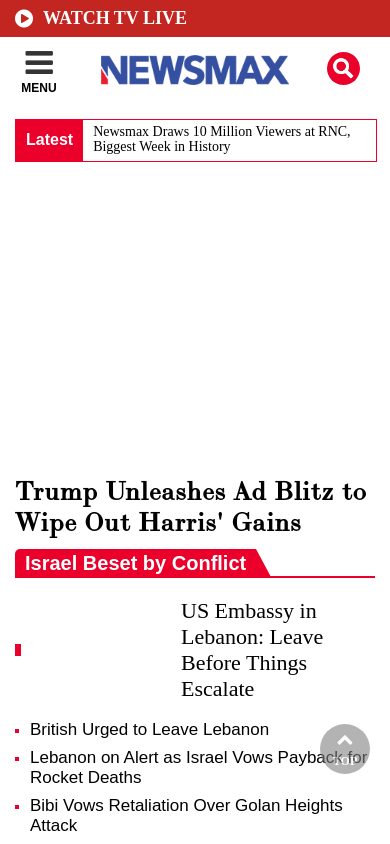 WATCH TV LIVE
MENU
NEWSMAX
Latest
Newsmax Draws 10 Million Viewers at RNC,
Biggest Week in History
Trump Unleashes Ad Blitz to
Wipe Out Harris' Gains
Israel Beset by Conflict
US Embassy in
Lebanon: Leave
Before Things
Escalate
British Urged to Leave Lebanon
Lebanon on Alert as Israel Vows Payback for
Rocket Deaths
Bibi Vows Retaliation Over Golan Heights
Attack
TOP